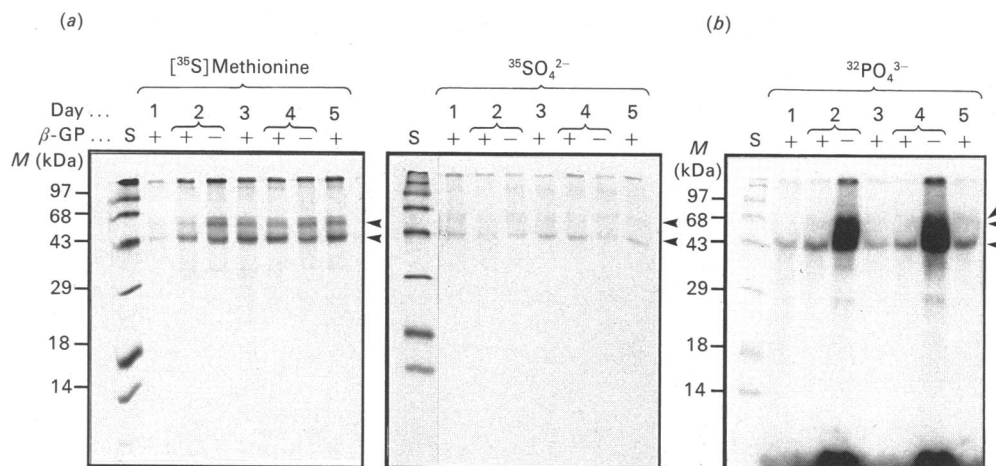 (a)
[³⁵S]Methionine
Day ... 1 2 3 4 5
β-GP ... S + + − + + − +
M (kDa)
97
68
43
29
18
14
³⁵SO₄²⁻
1 2 3 4 5
S + + − + + − +
(b)
³²PO₄³⁻
1 2 3 4 5
M S + + − + + − +
(kDa)
97
68
43
29
18
14